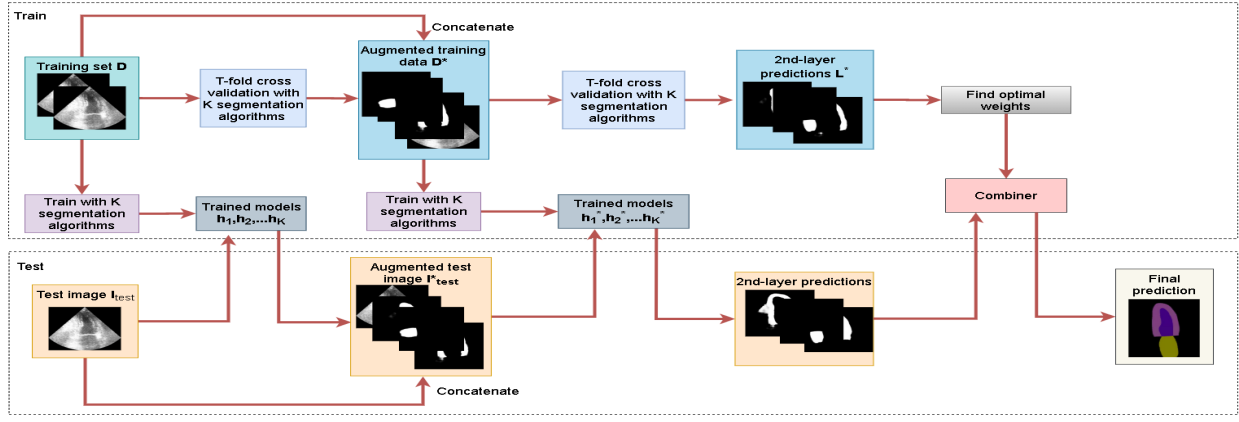 Train
Concatenate
Training set D
T-fold cross
validation with
K segmentation
algorithms
Augmented training
data D*
T-fold cross
validation with K
segmentation
algorithms
2nd-layer
predictions L*
Find optimal
weights
Train with K
segmentation
algorithms
Trained models
h1,h2,...hK
Train with K
segmentation
algorithms
Trained models
h1*,h2*,...hK*
Combiner
Test
Test image Itest
Augmented test
image I*test
2nd-layer predictions
Final
prediction
Concatenate